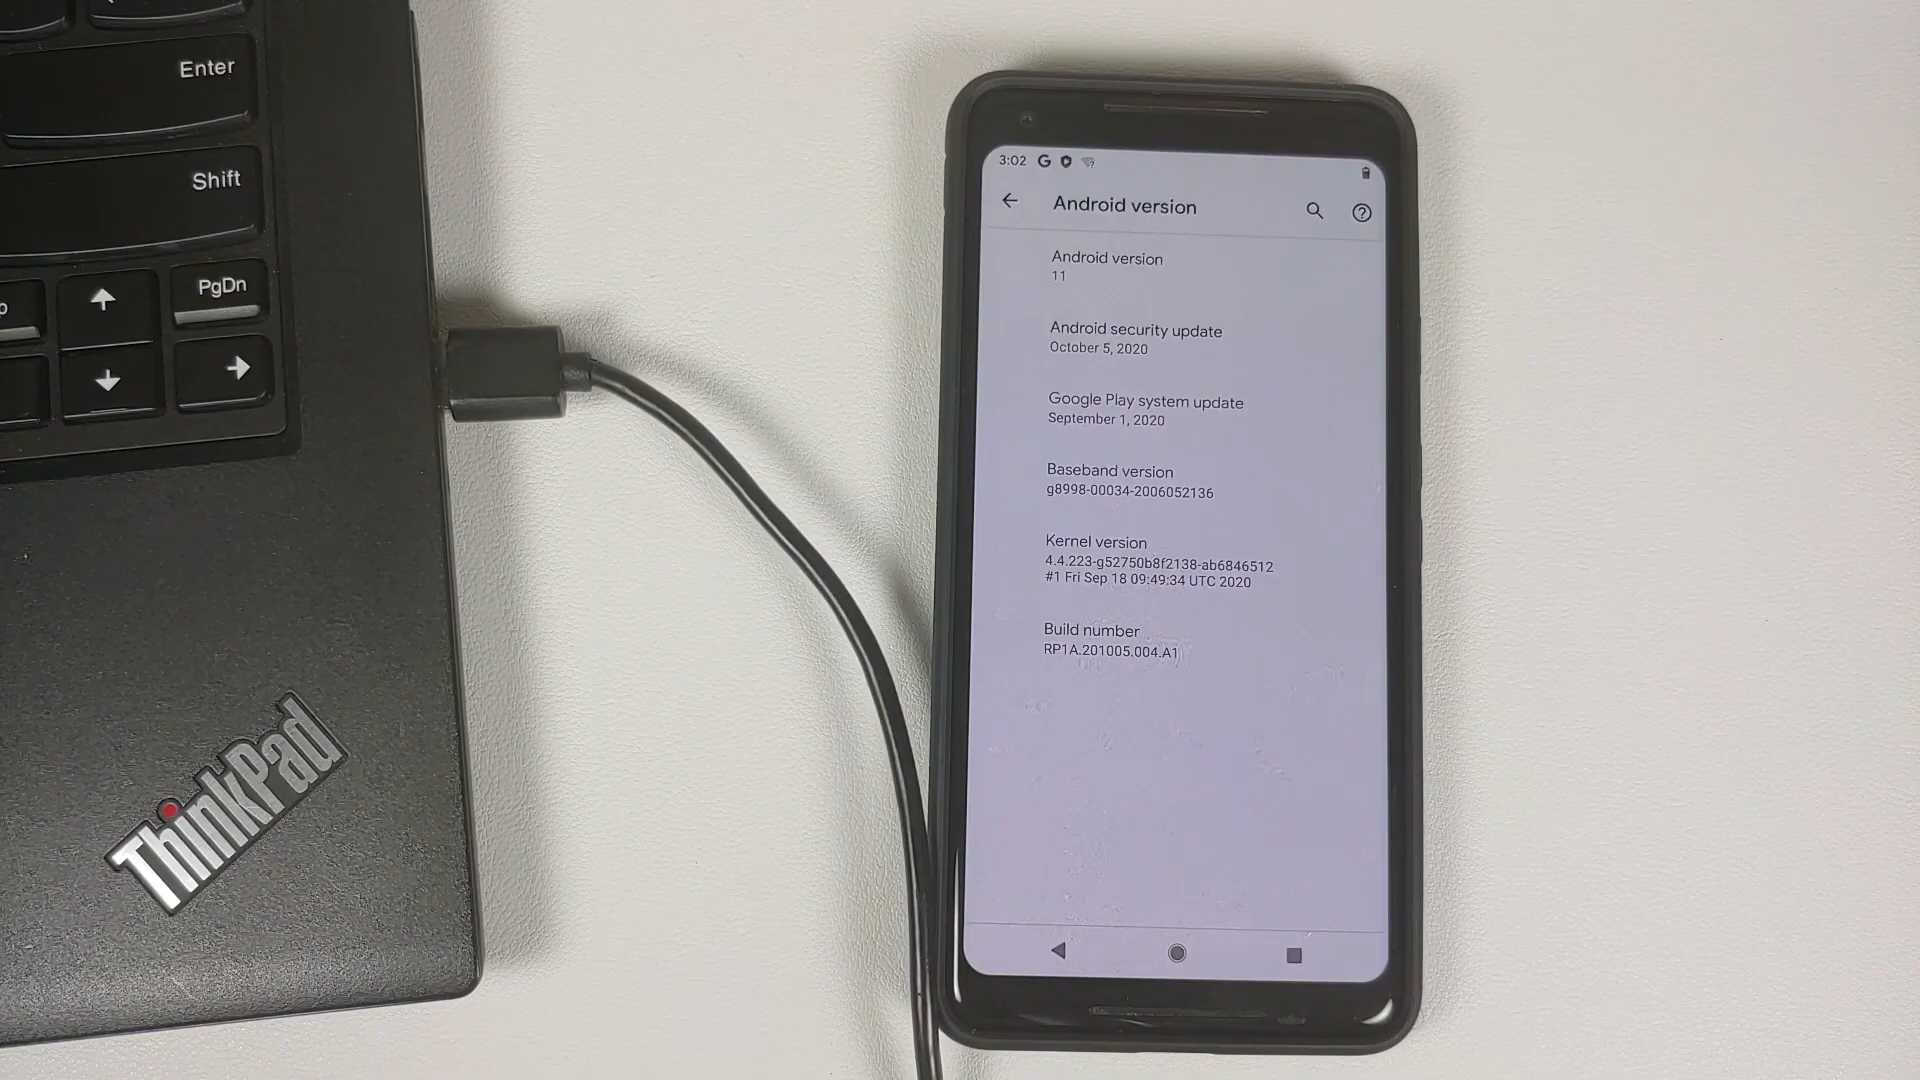 Enter
Shift
PgDn
ThinkPad
3:02
Android version
Android version
11
Android security update
October 5, 2020
Google Play system update
September 1, 2020
Baseband version
g8998-00034-2006052136
Kernel version
4.4.223-g52750b8f2138-ab6846512
#1 Fri Sep 18 09:49:34 UTC 2020
Build number
RP1A.201005.004.A1